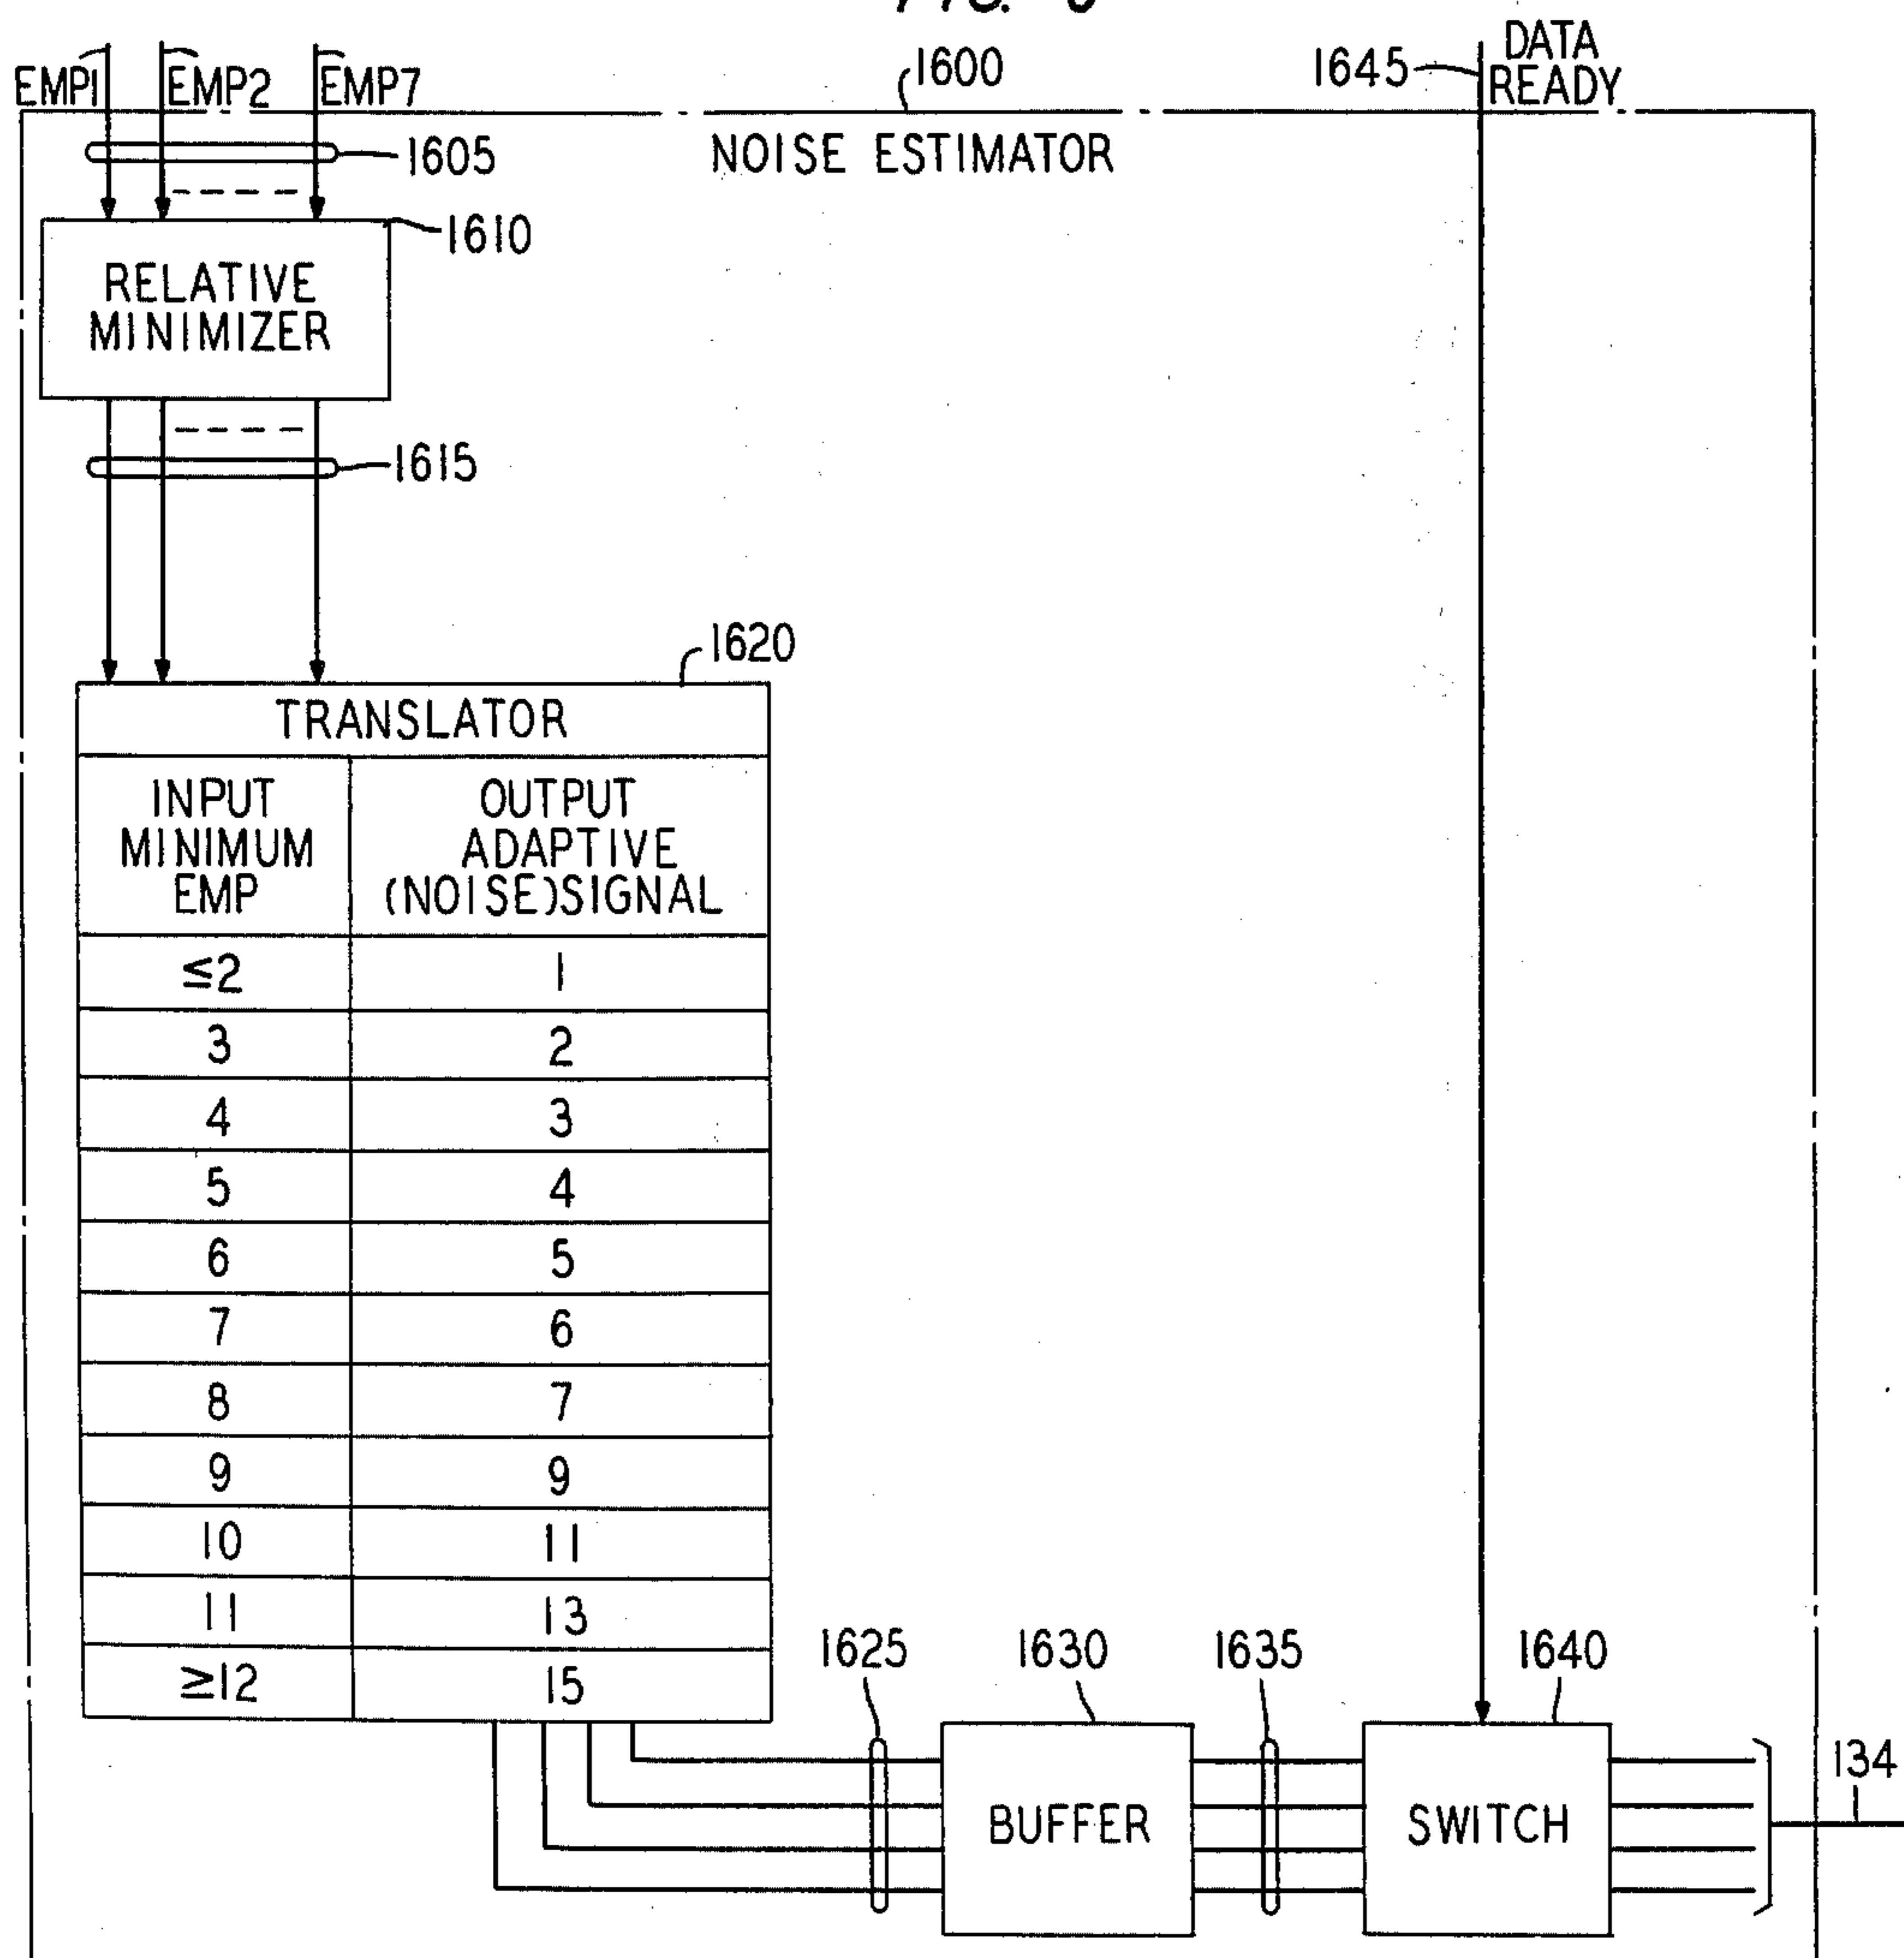 EMP1 EMP2 EMP7 1600 1645 DATA READY
1605 NOISE ESTIMATOR
1610
RELATIVE
MINIMIZER
1615
1620
TRANSLATOR
INPUT MINIMUM EMP OUTPUT ADAPTIVE (NOISE)SIGNAL
≤2 1
3 2
4 3
5 4
6 5
7 6
8 7
9 9
10 11
11 13
≥12 15
1625 1630 1635 1640
BUFFER SWITCH 134